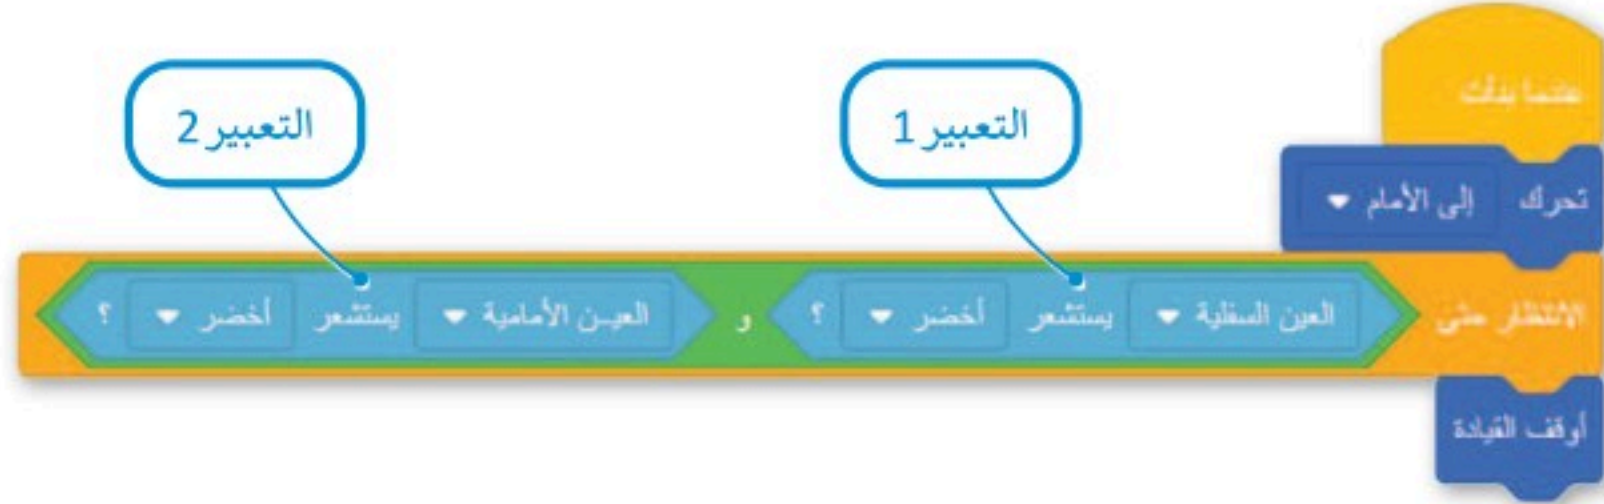 عندما بدأت
التعبير 1
التعبير 2
تحرك إلى الأمام
الانتظار حتى العين السفلية يستشعر أخضر ؟ و العين الأمامية يستشعر أخضر ؟
أوقف القيادة